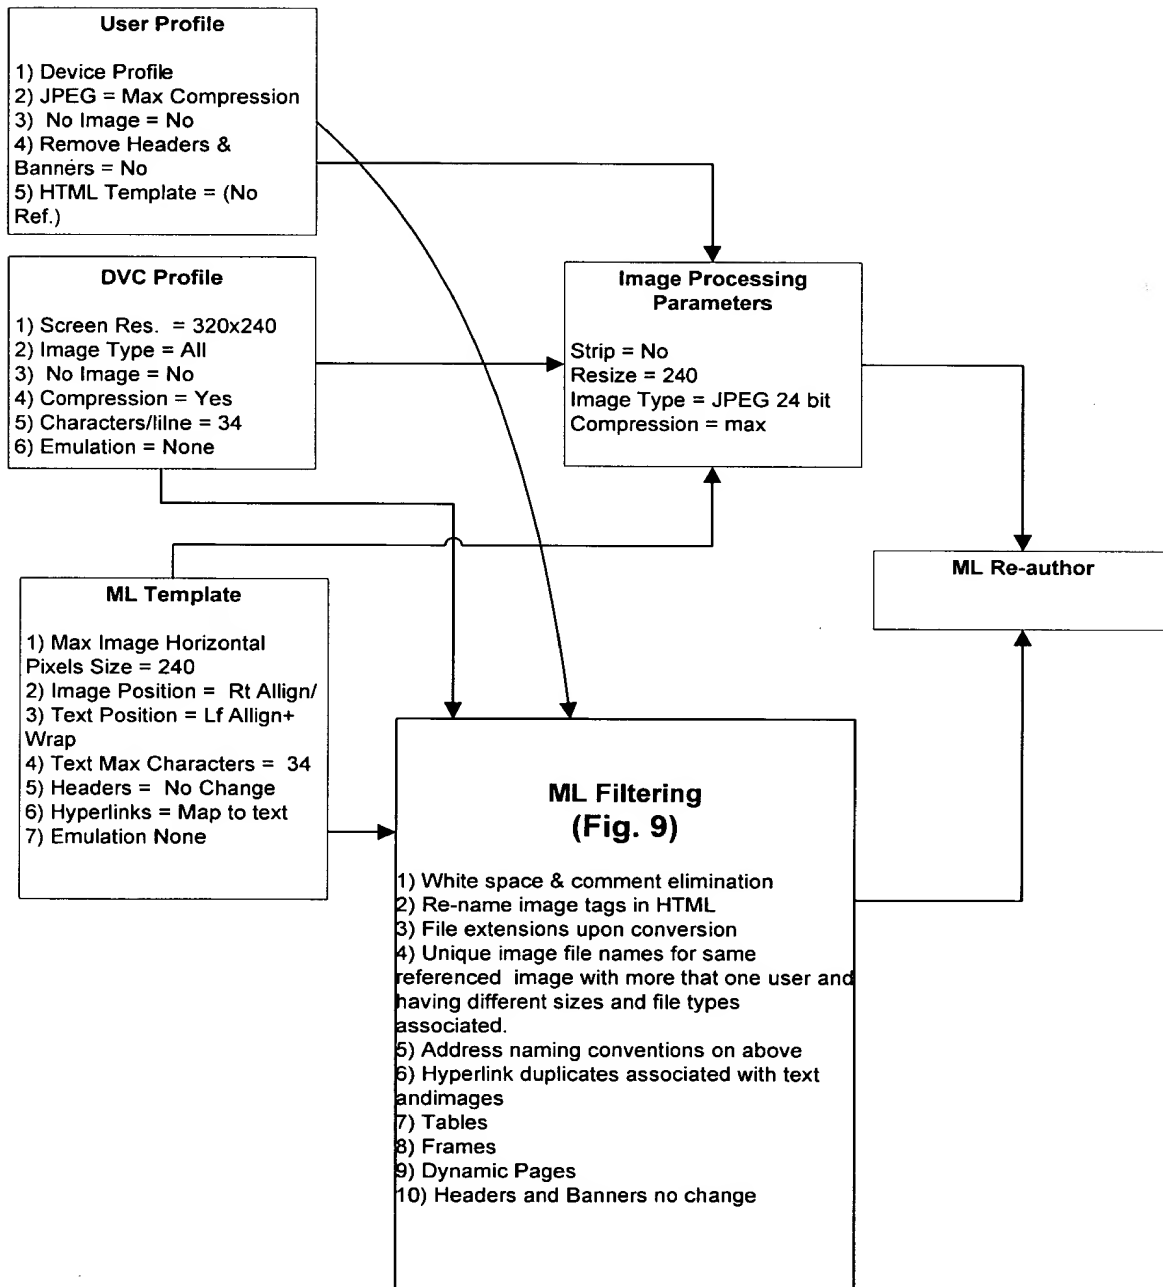 User Profile
1) Device Profile
2) JPEG = Max Compression
3) No Image = No
4) Remove Headers &
Banners = No
5) HTML Template = (No
Ref.)
DVC Profile
1) Screen Res. = 320x240
2) Image Type = All
3) No Image = No
4) Compression = Yes
5) Characters/lilne = 34
6) Emulation = None
Image Processing
Parameters
Strip = No
Resize = 240
Image Type = JPEG 24 bit
Compression = max
ML Re-author
ML Template
1) Max Image Horizontal
Pixels Size = 240
2) Image Position = Rt Allign/
3) Text Position = Lf Allign+
Wrap
4) Text Max Characters = 34
5) Headers = No Change
6) Hyperlinks = Map to text
7) Emulation None
ML Filtering
(Fig. 9)
1) White space & comment elimination
2) Re-name image tags in HTML
3) File extensions upon conversion
4) Unique image file names for same
referenced image with more that one user and
having different sizes and file types
associated.
5) Address naming conventions on above
6) Hyperlink duplicates associated with text
andimages
7) Tables
8) Frames
9) Dynamic Pages
10) Headers and Banners no change